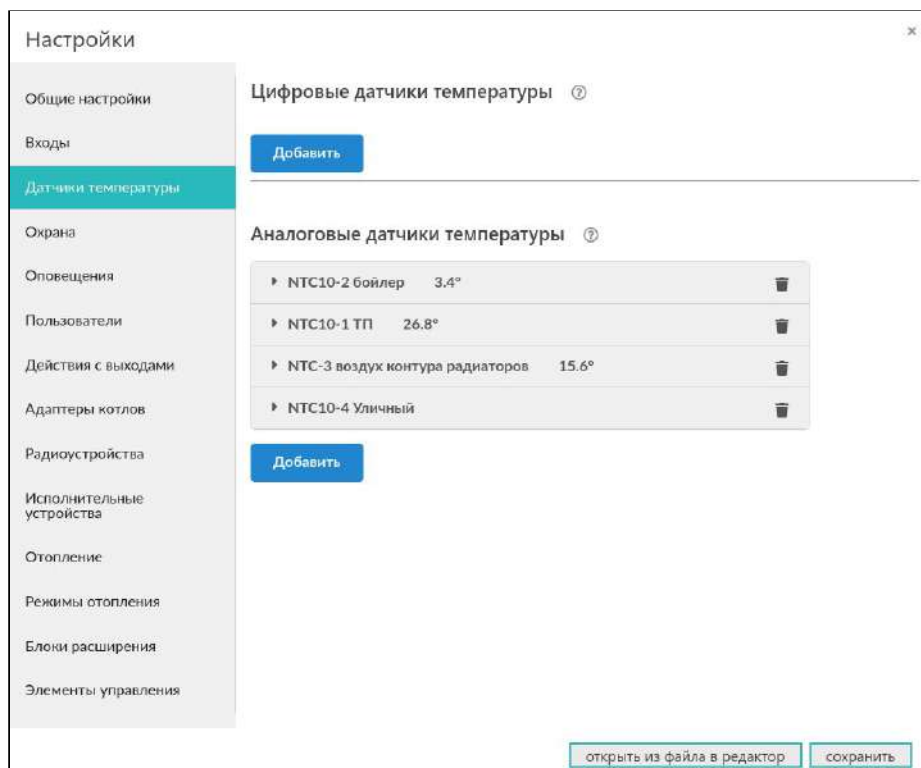 Настройки
×
Общие настройки
Входы
Датчики температуры
Охрана
Оповещения
Пользователи
Действия с выходами
Адаптеры котлов
Радиоустройства
Исполнительные
устройства
Отопление
Режимы отопления
Блоки расширения
Элементы управления
Цифровые датчики температуры ?
Добавить
Аналоговые датчики температуры ?
NTC10-2 бойлер 3.4°
NTC10-1 ТП 26.8°
NTC-3 воздух контура радиаторов 15.6°
NTC10-4 Уличный
Добавить
открыть из файла в редактор
сохранить